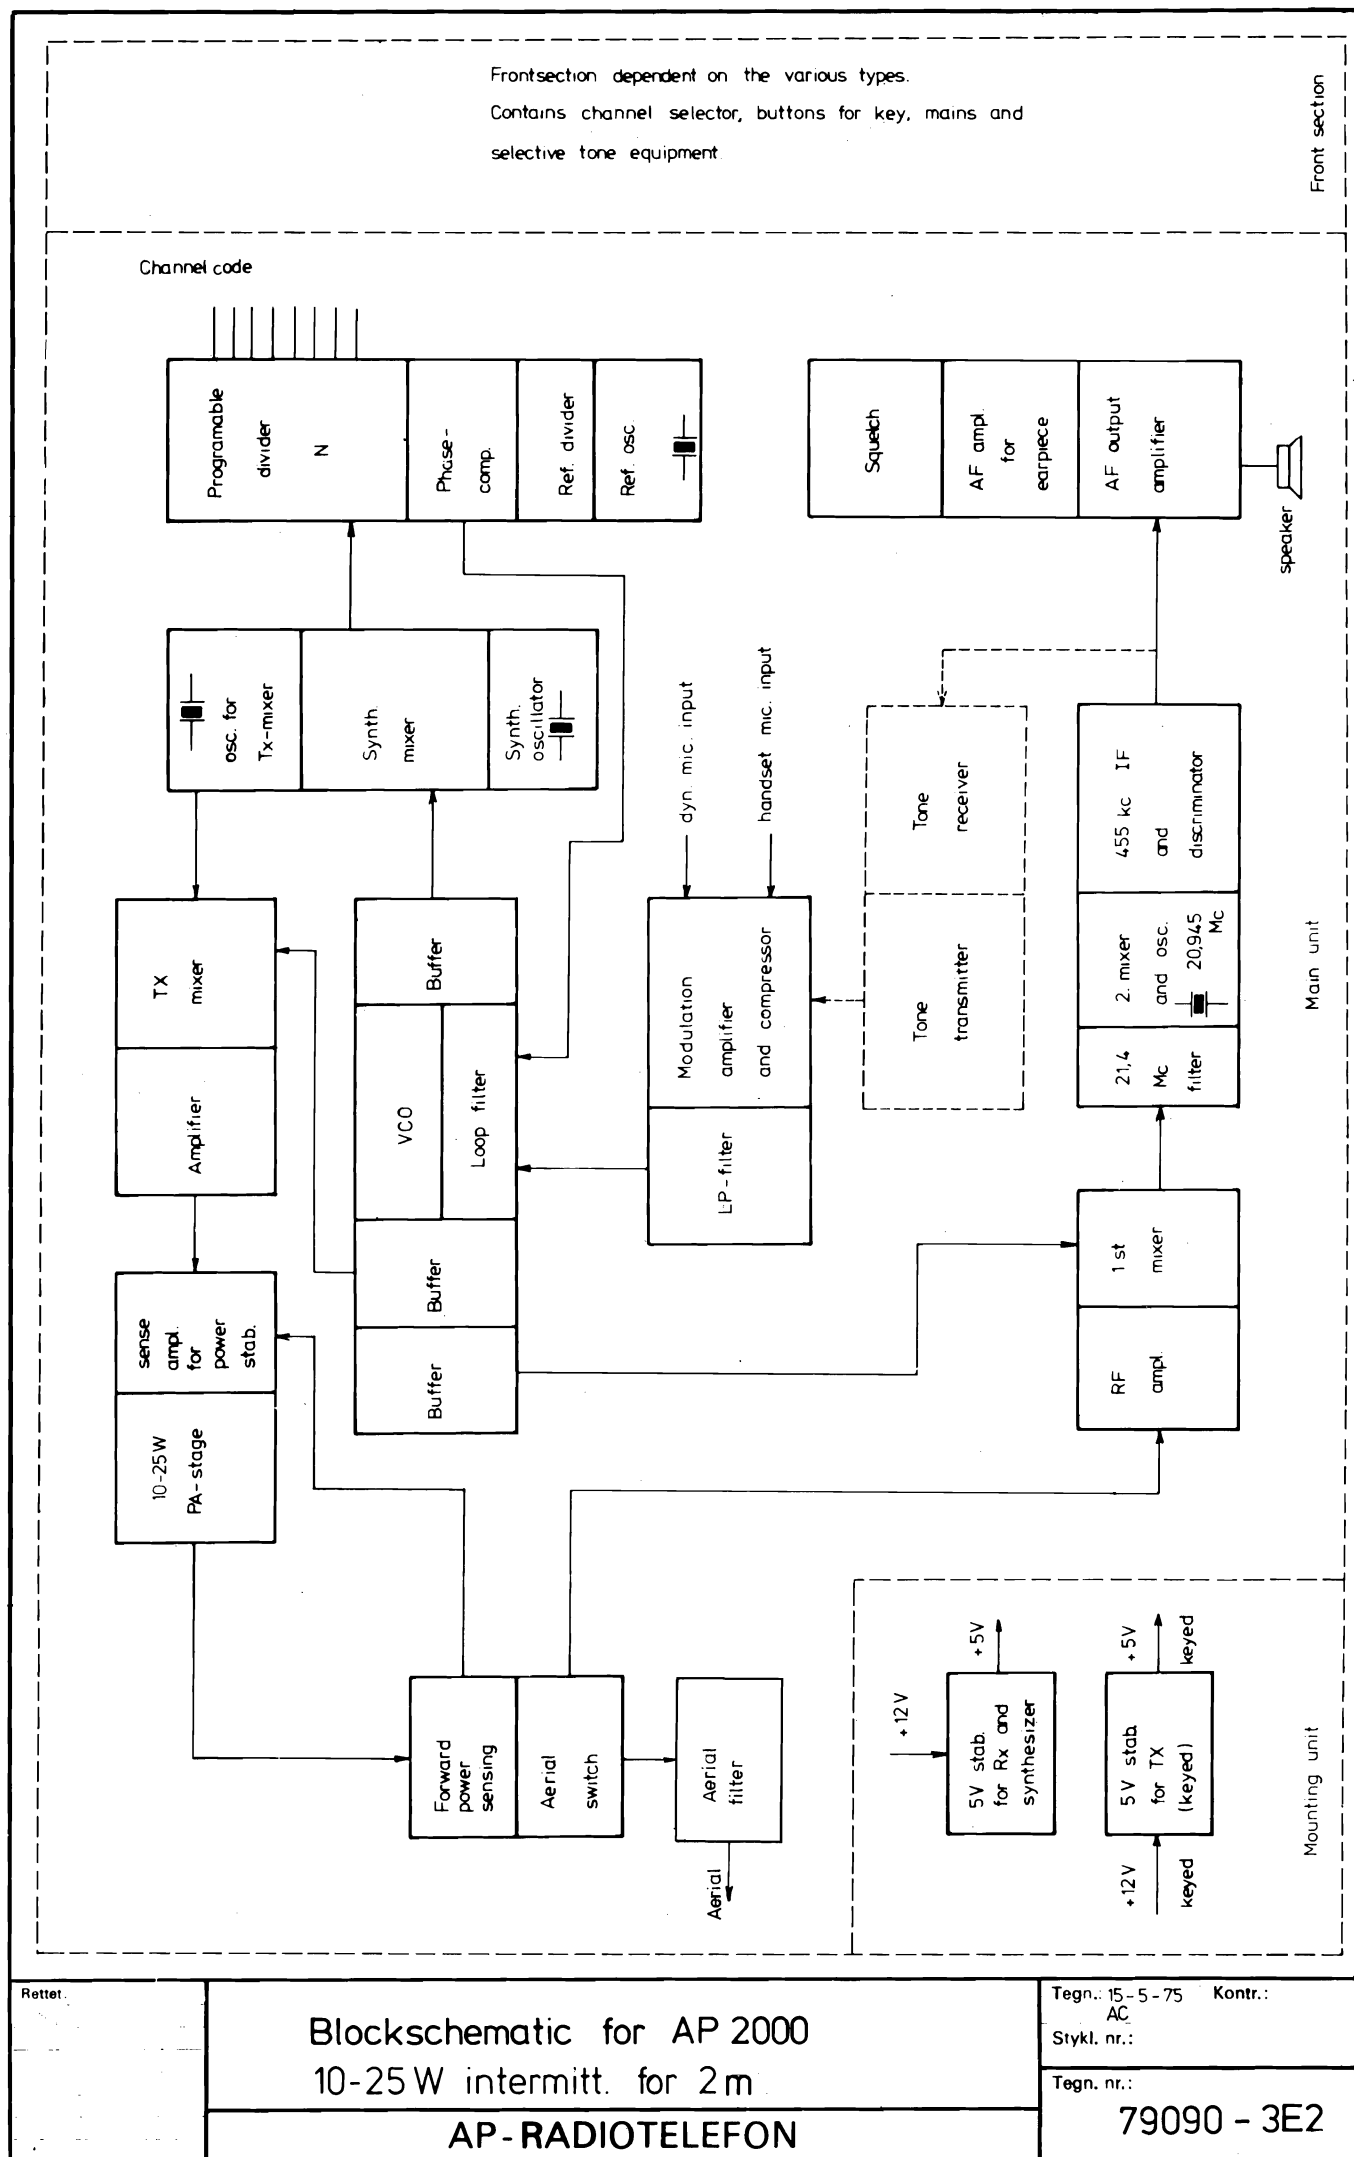 Frontsection dependent on the various types.
Contains channel selector, buttons for key, mains and
selective tone equipment.
Front section
Channel code
Programable
divider
N
Phase-
comp.
Ref. divider
Ref. osc.
Squelch
AF ampl.
for
earpiece
AF output
amplifier
speaker
osc. for
Tx-mixer
Synth.
mixer
Synth.
oscillator
dyn. mic. input
handset mic. input
Tone
receiver
455 kc IF
and
discriminator
TX
mixer
Amplifier
Buffer
VCO
Loop filter
Buffer
Buffer
Modulation
amplifier
and compressor
LP-filter
Tone
transmitter
2. mixer
and osc.
20,945
Mc
21,4
Mc
filter
Main unit
1 st
mixer
RF
ampl.
sense
ampl.
for
power
stab.
10-25W
PA-stage
Forward
power
sensing
Aerial
switch
Aerial
filter
Aerial
+12V
+5V
5V stab.
for Rx and
synthesizer
+5V
keyed
5V stab.
for TX
(keyed)
+12V
keyed
Mounting unit
Rettet.
Blockschematic for AP 2000
10-25W intermitt. for 2m
AP-RADIOTELEFON
Tegn.: 15-5-75 Kontr.:
AC
Stykl. nr.:
Tegn. nr.:
79090-3E2